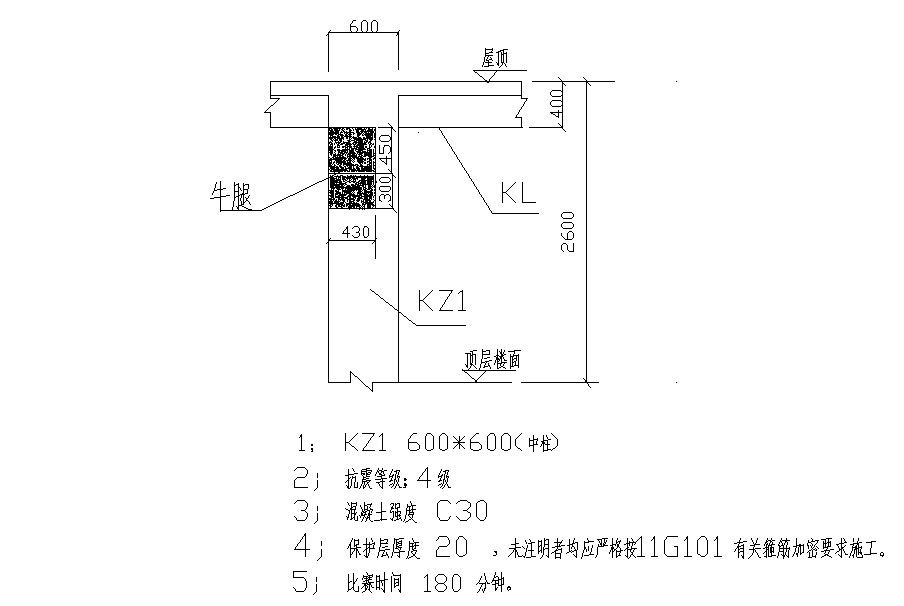 600
屋顶
400
450
300
牛腿
KL
430
2600
KZ1
顶层楼面
1; KZ1 600*600(中柱)
2; 抗震等级:4级
3; 混凝土强度 C30
4; 保护层厚度 20 ,未注明者均应严格按11G101有关箍筋加密要求施工。
5; 比赛时间 180 分钟。